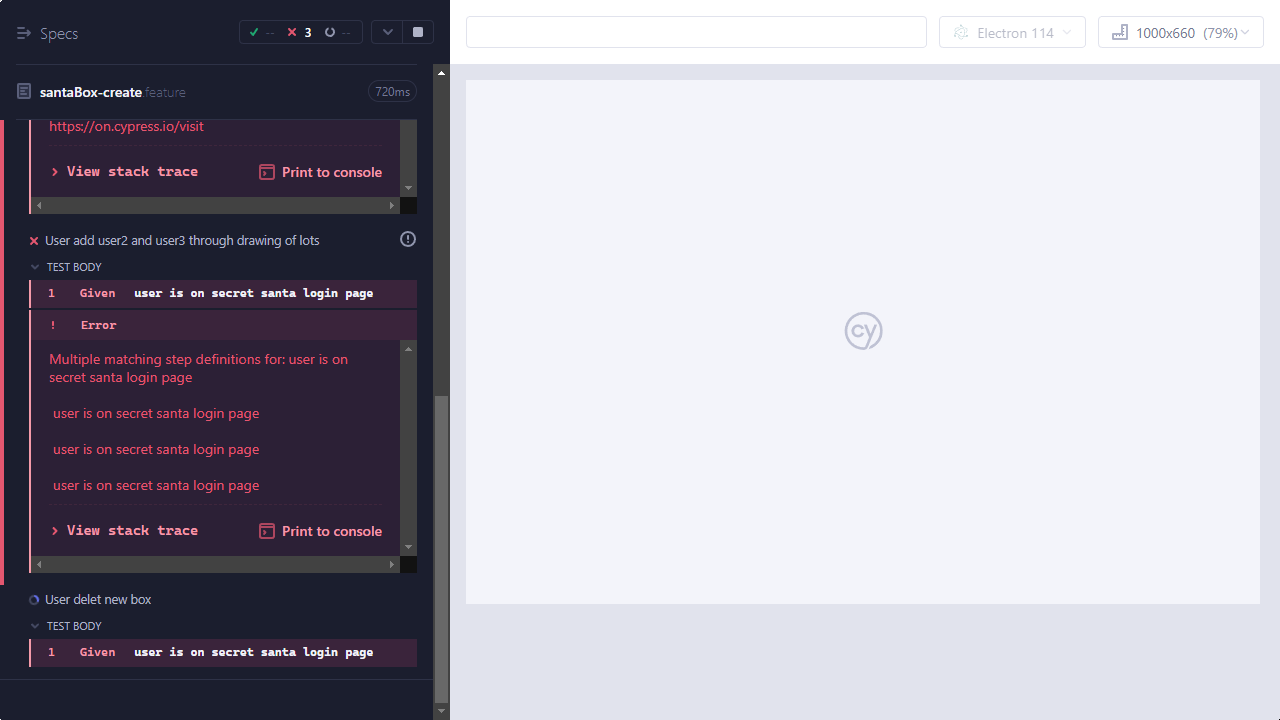 Specs
--
3
--
Electron 114
1000x660 (79%)
santaBox-create.feature
720ms
https://on.cypress.io/visit
View stack trace
Print to console
User add user2 and user3 through drawing of lots
TEST BODY
1 Given user is on secret santa login page
! Error
Multiple matching step definitions for: user is on
secret santa login page
user is on secret santa login page
user is on secret santa login page
user is on secret santa login page
View stack trace
Print to console
cy
User delet new box
TEST BODY
1 Given user is on secret santa login page